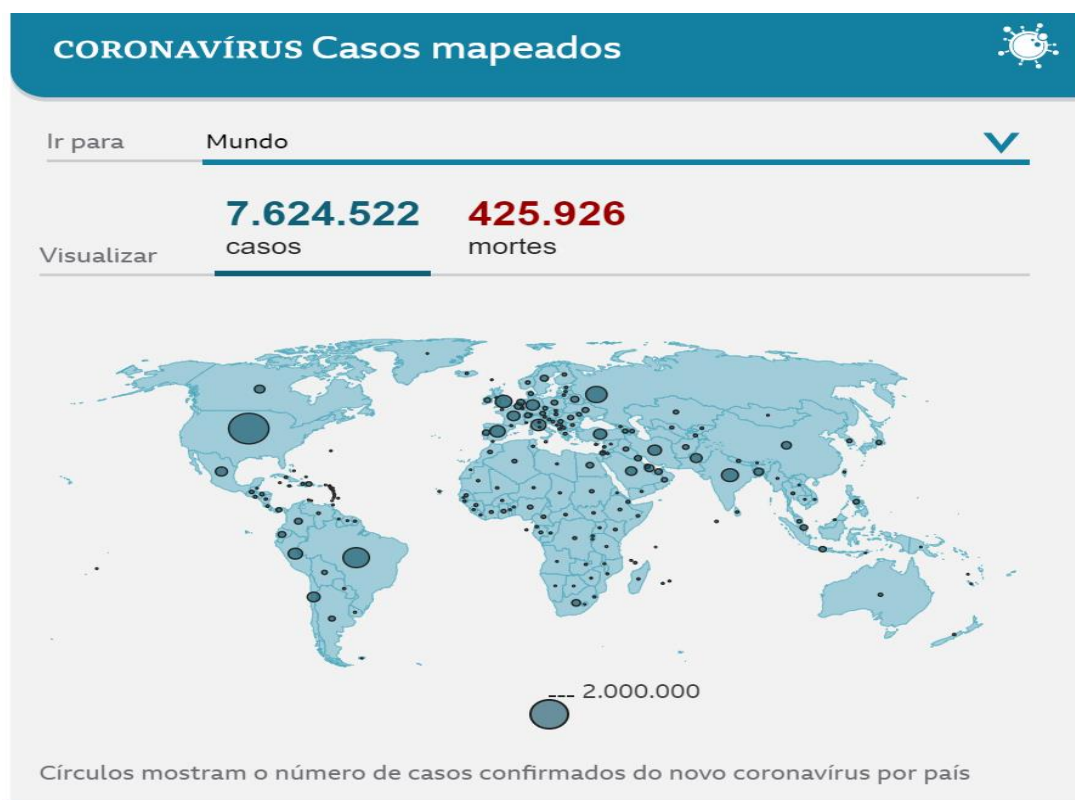 CORONAVÍRUS Casos mapeados
Ir para Mundo
7.624.522 425.926
Visualizar casos mortes
--- 2.000.000
Círculos mostram o número de casos confirmados do novo coronavírus por país